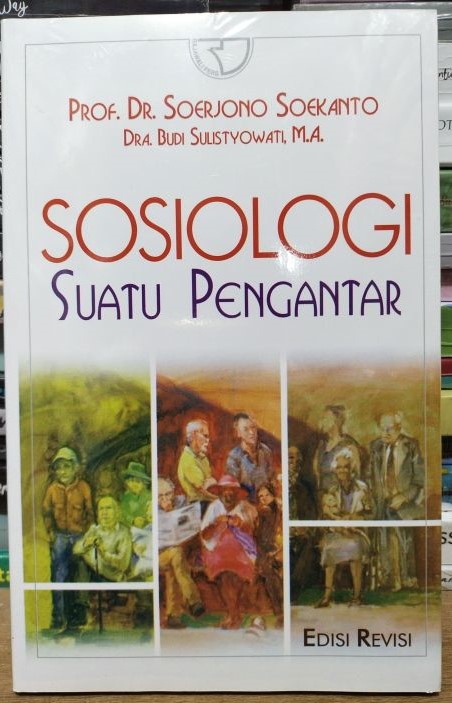 PROF. DR. SOERJONO SOEKANTO
DRA. BUDI SULISTYOWATI, M.A.
SOSIOLOGI
SUATU PENGANTAR
EDISI REVISI